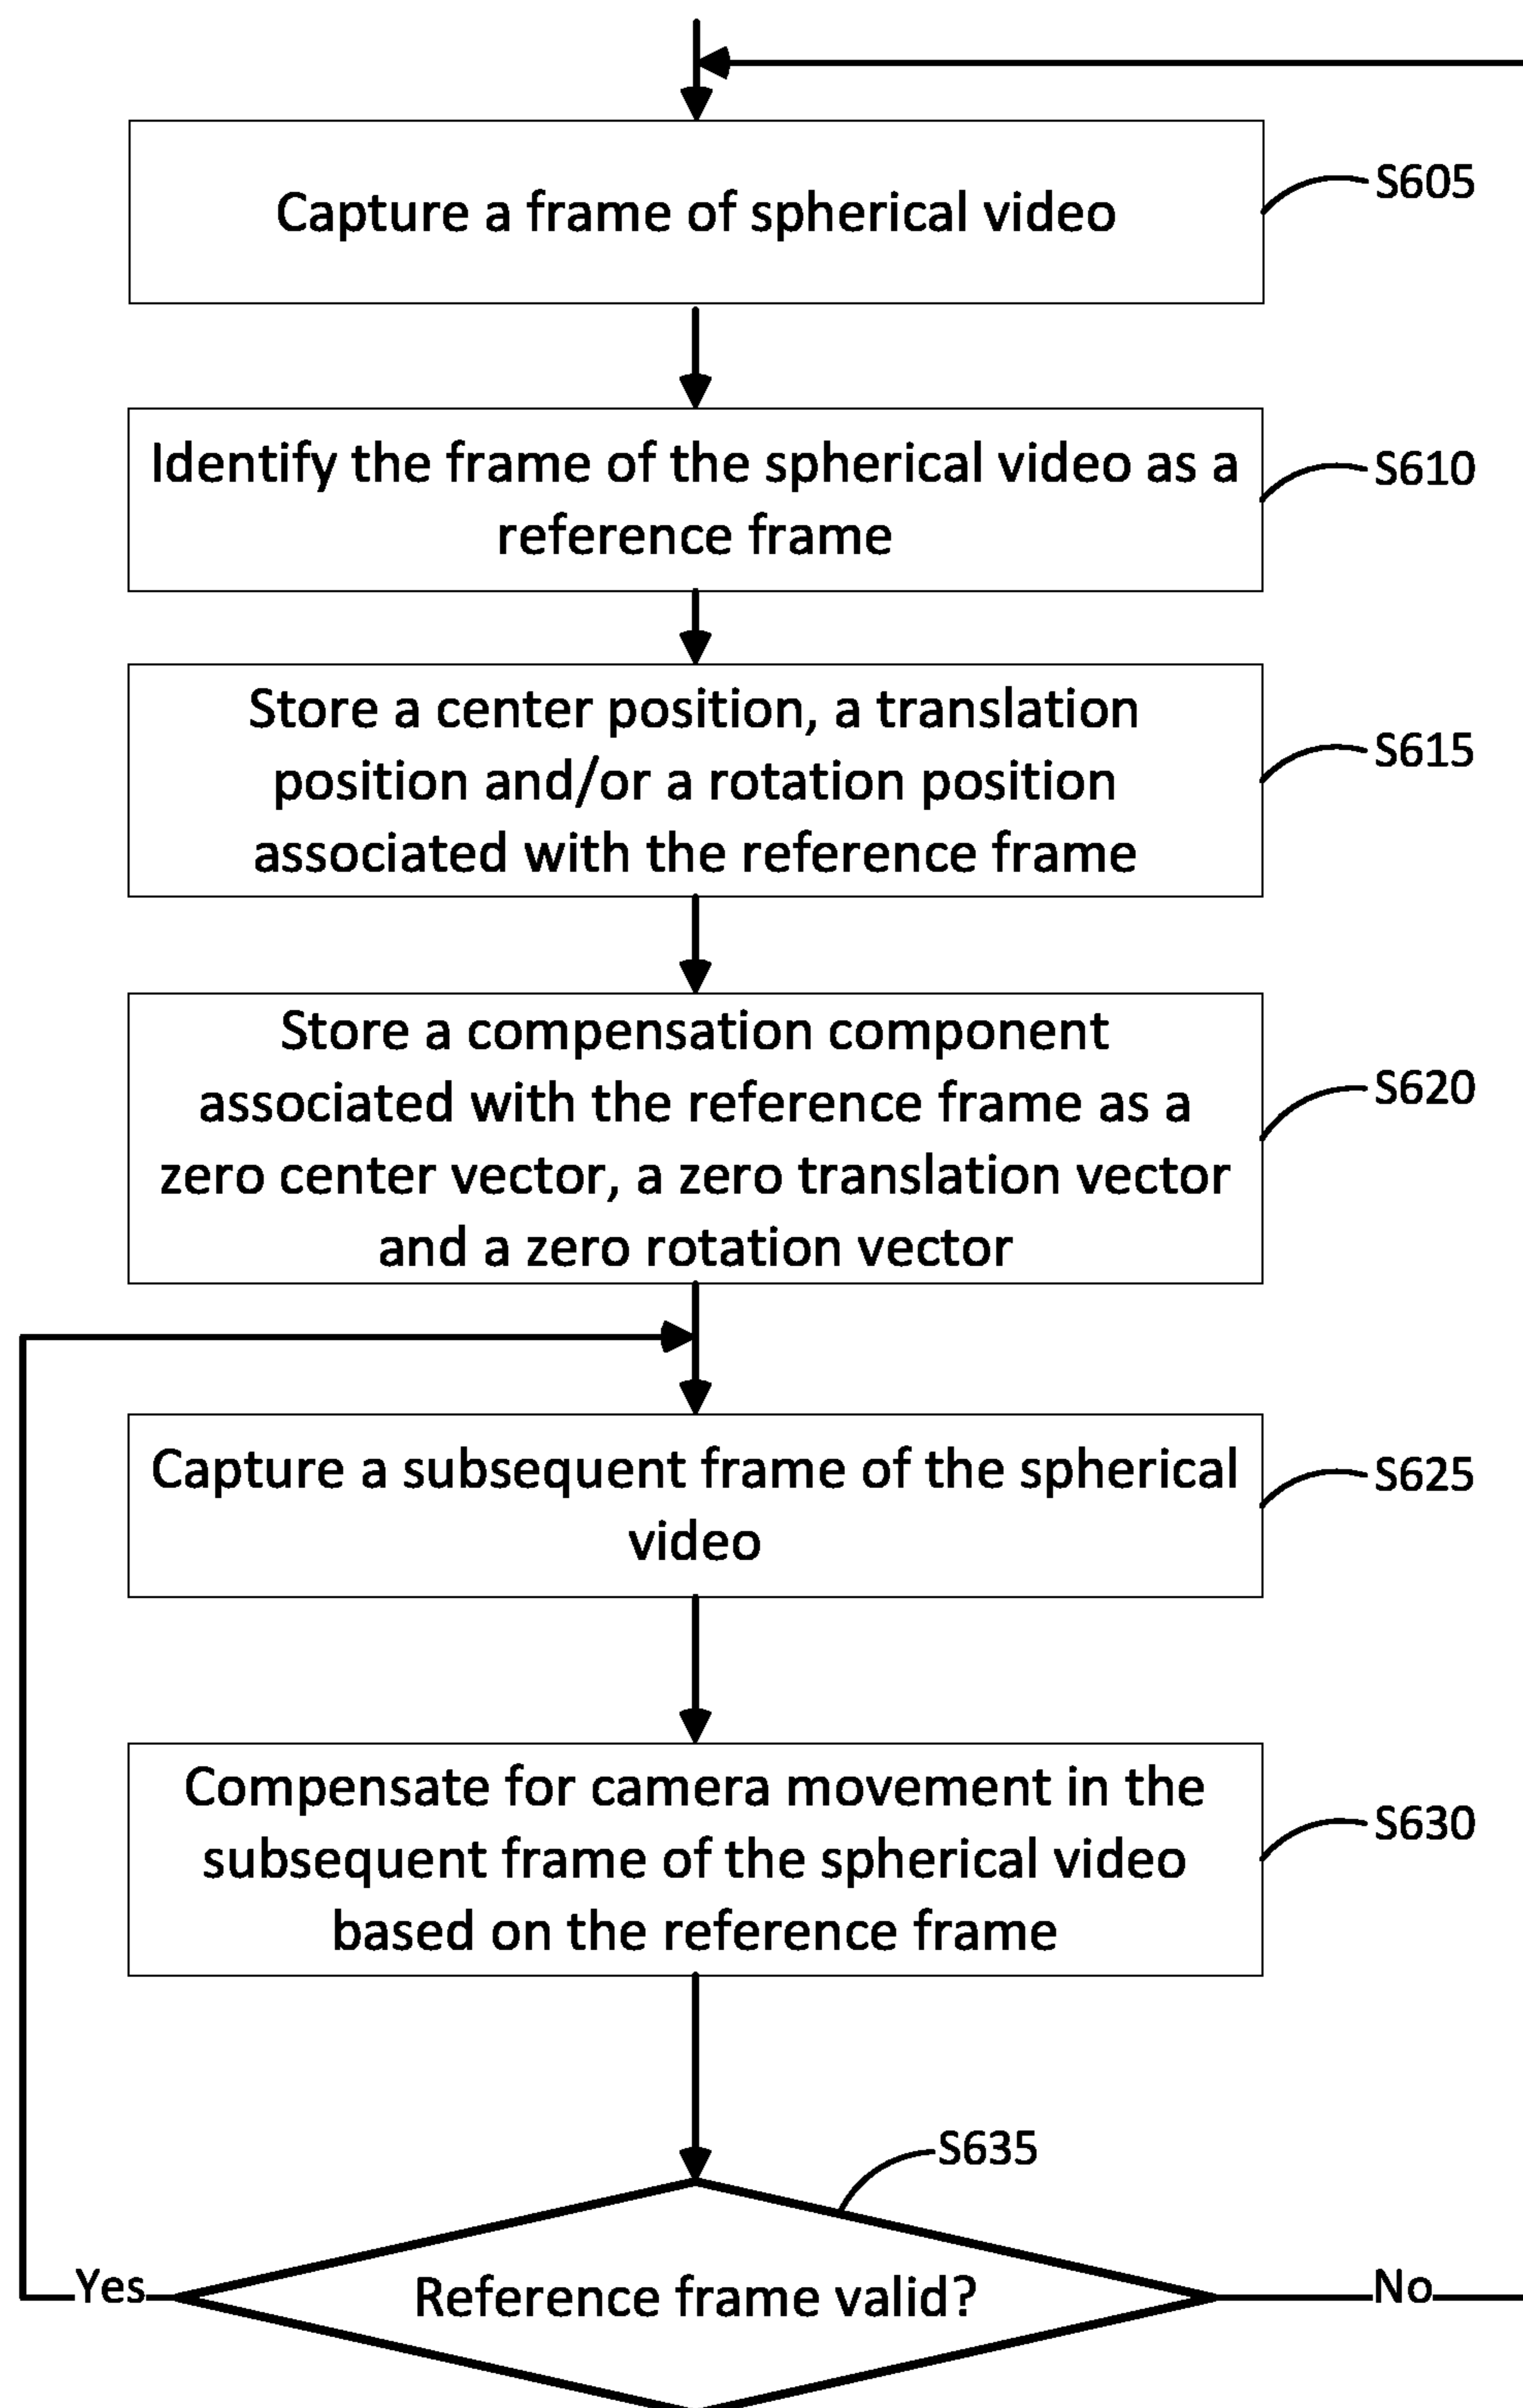 Capture a frame of spherical video
S605
Identify the frame of the spherical video as a
reference frame
S610
Store a center position, a translation
position and/or a rotation position
associated with the reference frame
S615
Store a compensation component
associated with the reference frame as a
zero center vector, a zero translation vector
and a zero rotation vector
S620
Capture a subsequent frame of the spherical
video
S625
Compensate for camera movement in the
subsequent frame of the spherical video
based on the reference frame
S630
S635
Yes
Reference frame valid?
No